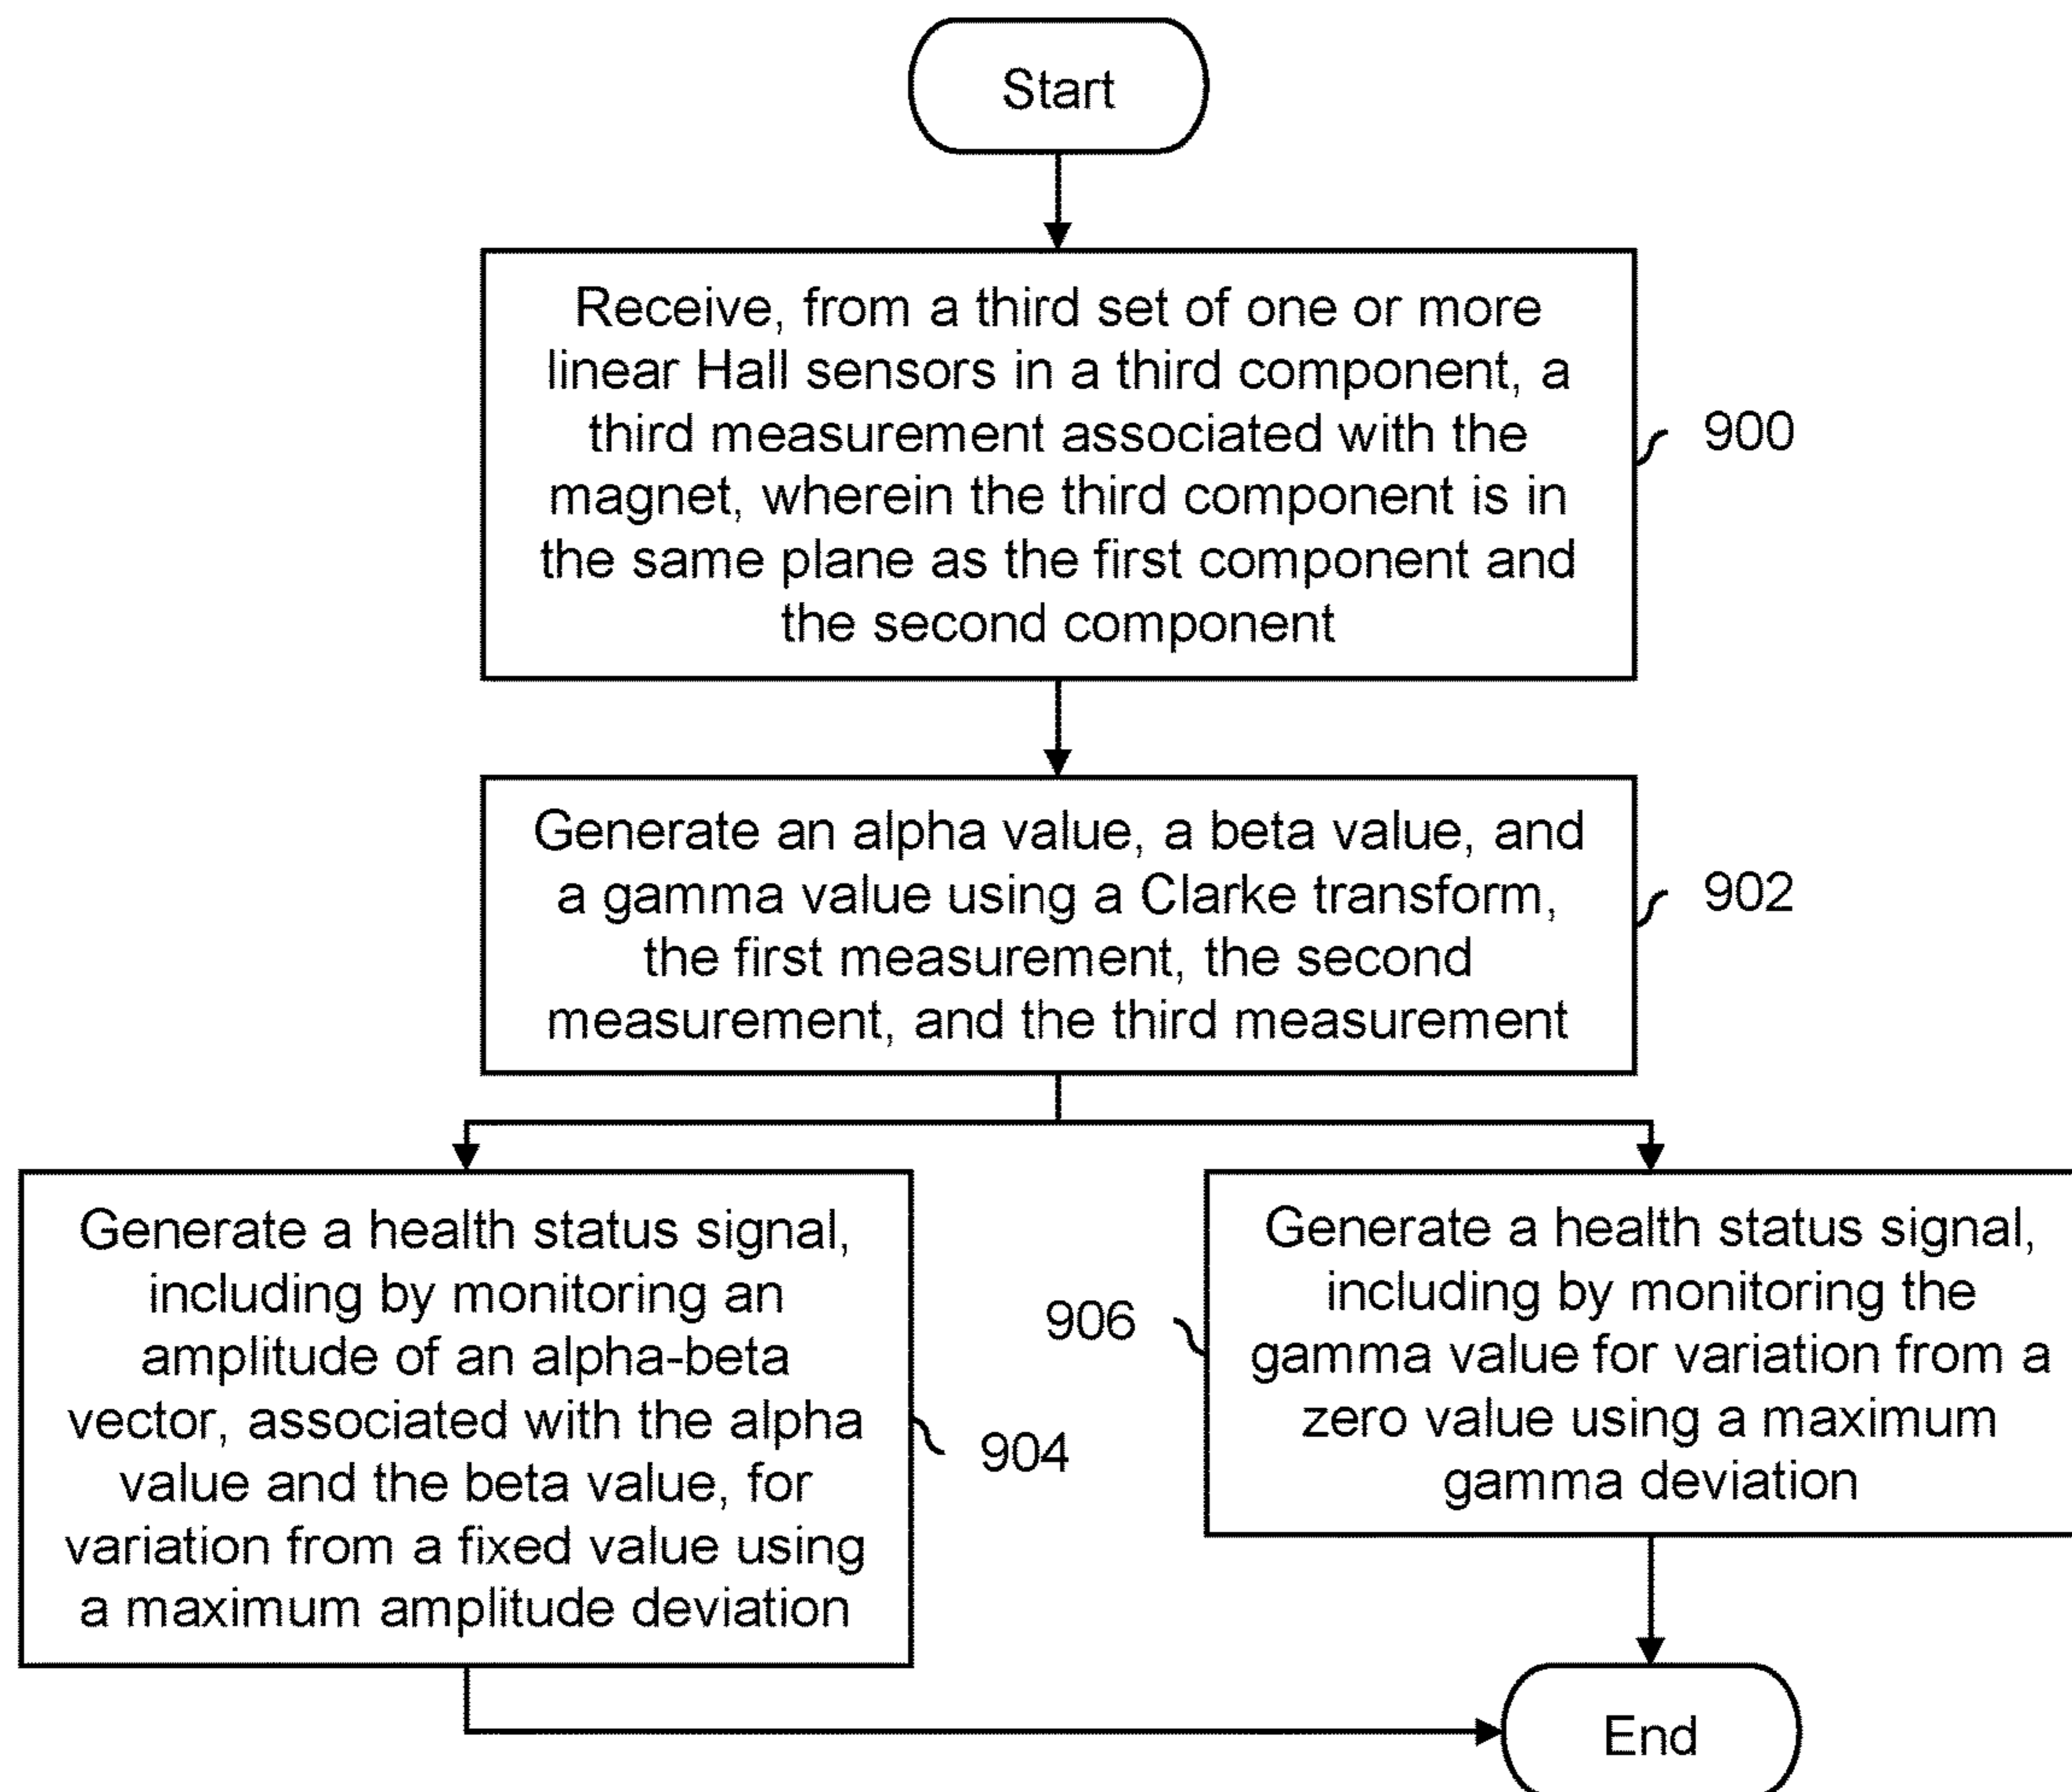 Start
Receive, from a third set of one or more
linear Hall sensors in a third component, a
third measurement associated with the
magnet, wherein the third component is in
the same plane as the first component and
the second component
900
Generate an alpha value, a beta value, and
a gamma value using a Clarke transform,
the first measurement, the second
measurement, and the third measurement
902
Generate a health status signal,
including by monitoring an
amplitude of an alpha-beta
vector, associated with the alpha
value and the beta value, for
variation from a fixed value using
a maximum amplitude deviation
904
Generate a health status signal,
including by monitoring the
gamma value for variation from a
zero value using a maximum
gamma deviation
906
End